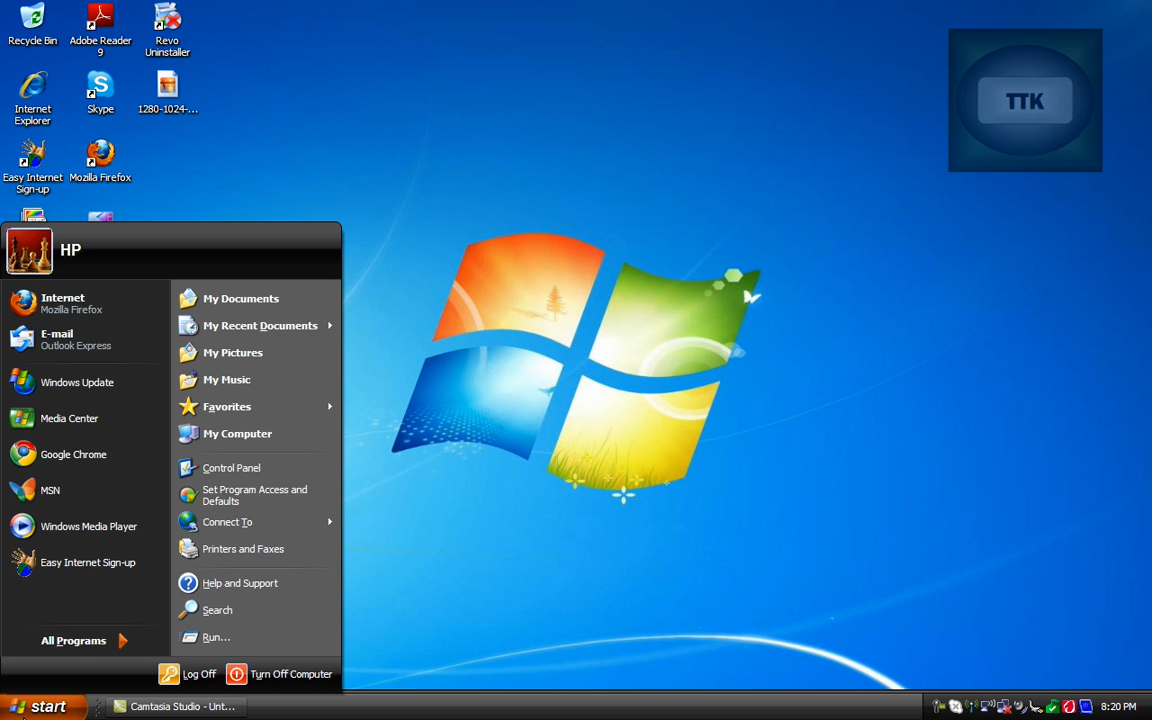 Recycle Bin
Adobe Reader
9
Revo
Uninstaller
Internet
Explorer
Skype
1280-1024-...
Easy Internet
Sign-up
Mozilla Firefox
TTK
HP
Internet
Mozilla Firefox
E-mail
Outlook Express
Windows Update
Media Center
Google Chrome
MSN
Windows Media Player
Easy Internet Sign-up
All Programs
My Documents
My Recent Documents
My Pictures
My Music
Favorites
My Computer
Control Panel
Set Program Access and
Defaults
Connect To
Printers and Faxes
Help and Support
Search
Run...
Log Off
Turn Off Computer
start
Camtasia Studio - Unt...
8:20 PM